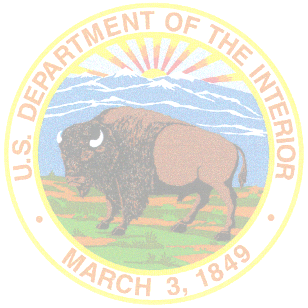 U.S. DEPARTMENT OF THE INTERIOR
MARCH 3, 1849